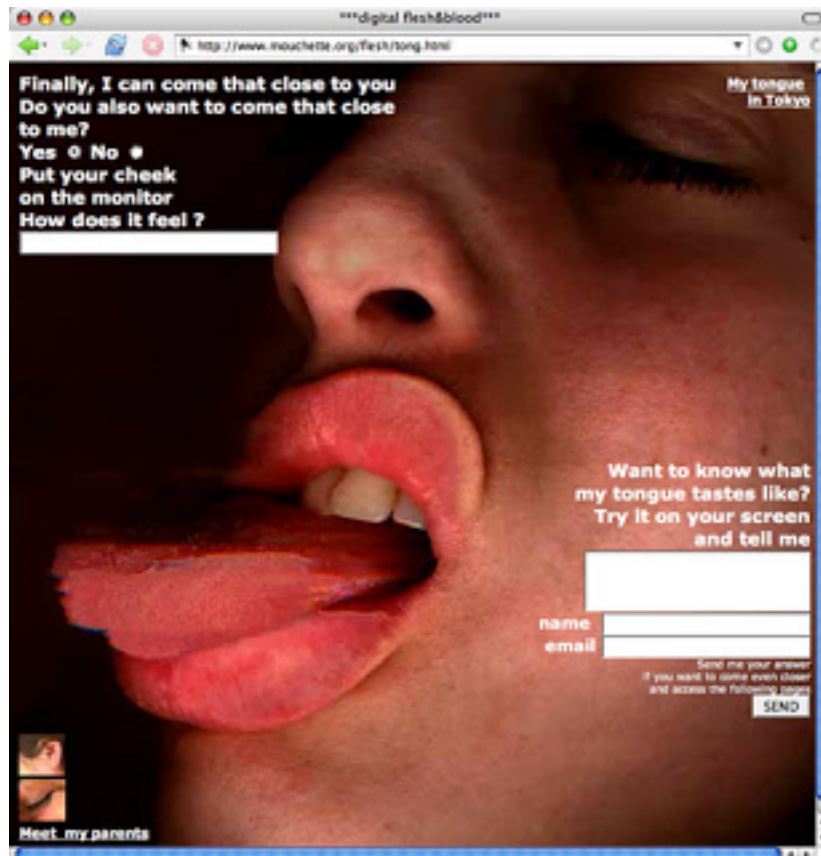 ***digital flesh&blood***
http://www.mouchette.org/flesh/tong.html
Finally, I can come that close to you
Do you also want to come that close
to me?
Yes No
Put your cheek
on the monitor
How does it feel ?
My tongue
in Tokyo
Want to know what
my tongue tastes like?
Try it on your screen
and tell me
name
email
Send me your answer
if you want to come even closer
and access the following pages
SEND
Meet my parents